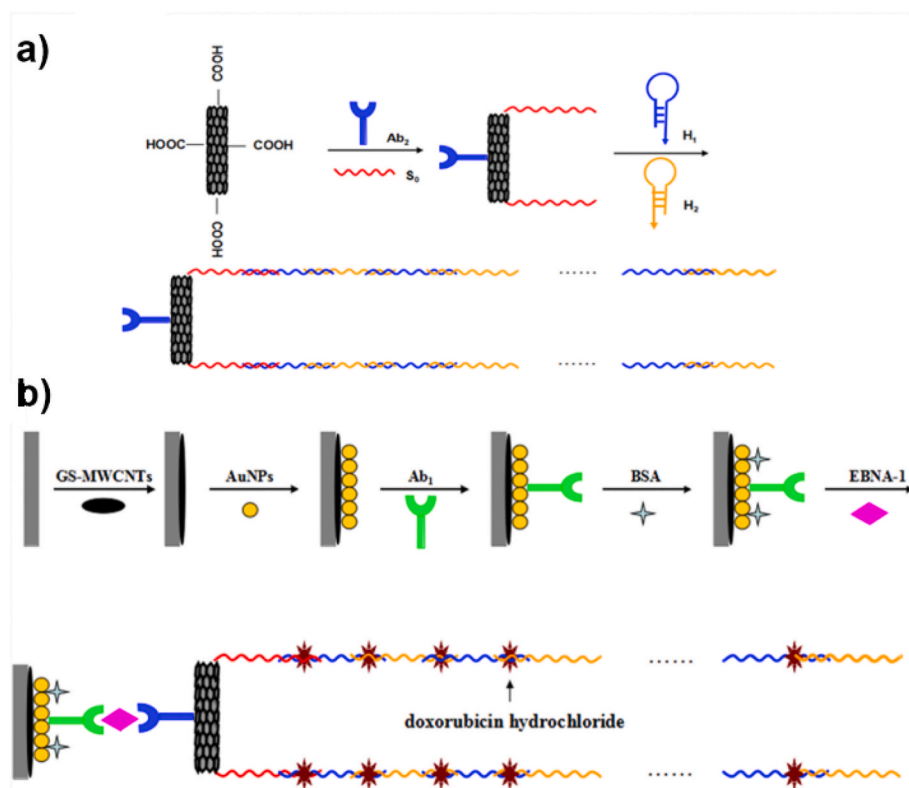 a)
COOH
HOOC
COOH
HOOC
Ab₂
S₀
H₁
H₂
......
......
b)
GS-MWCNTs
AuNPs
Ab₁
BSA
EBNA-1
......
doxorubicin hydrochloride
......